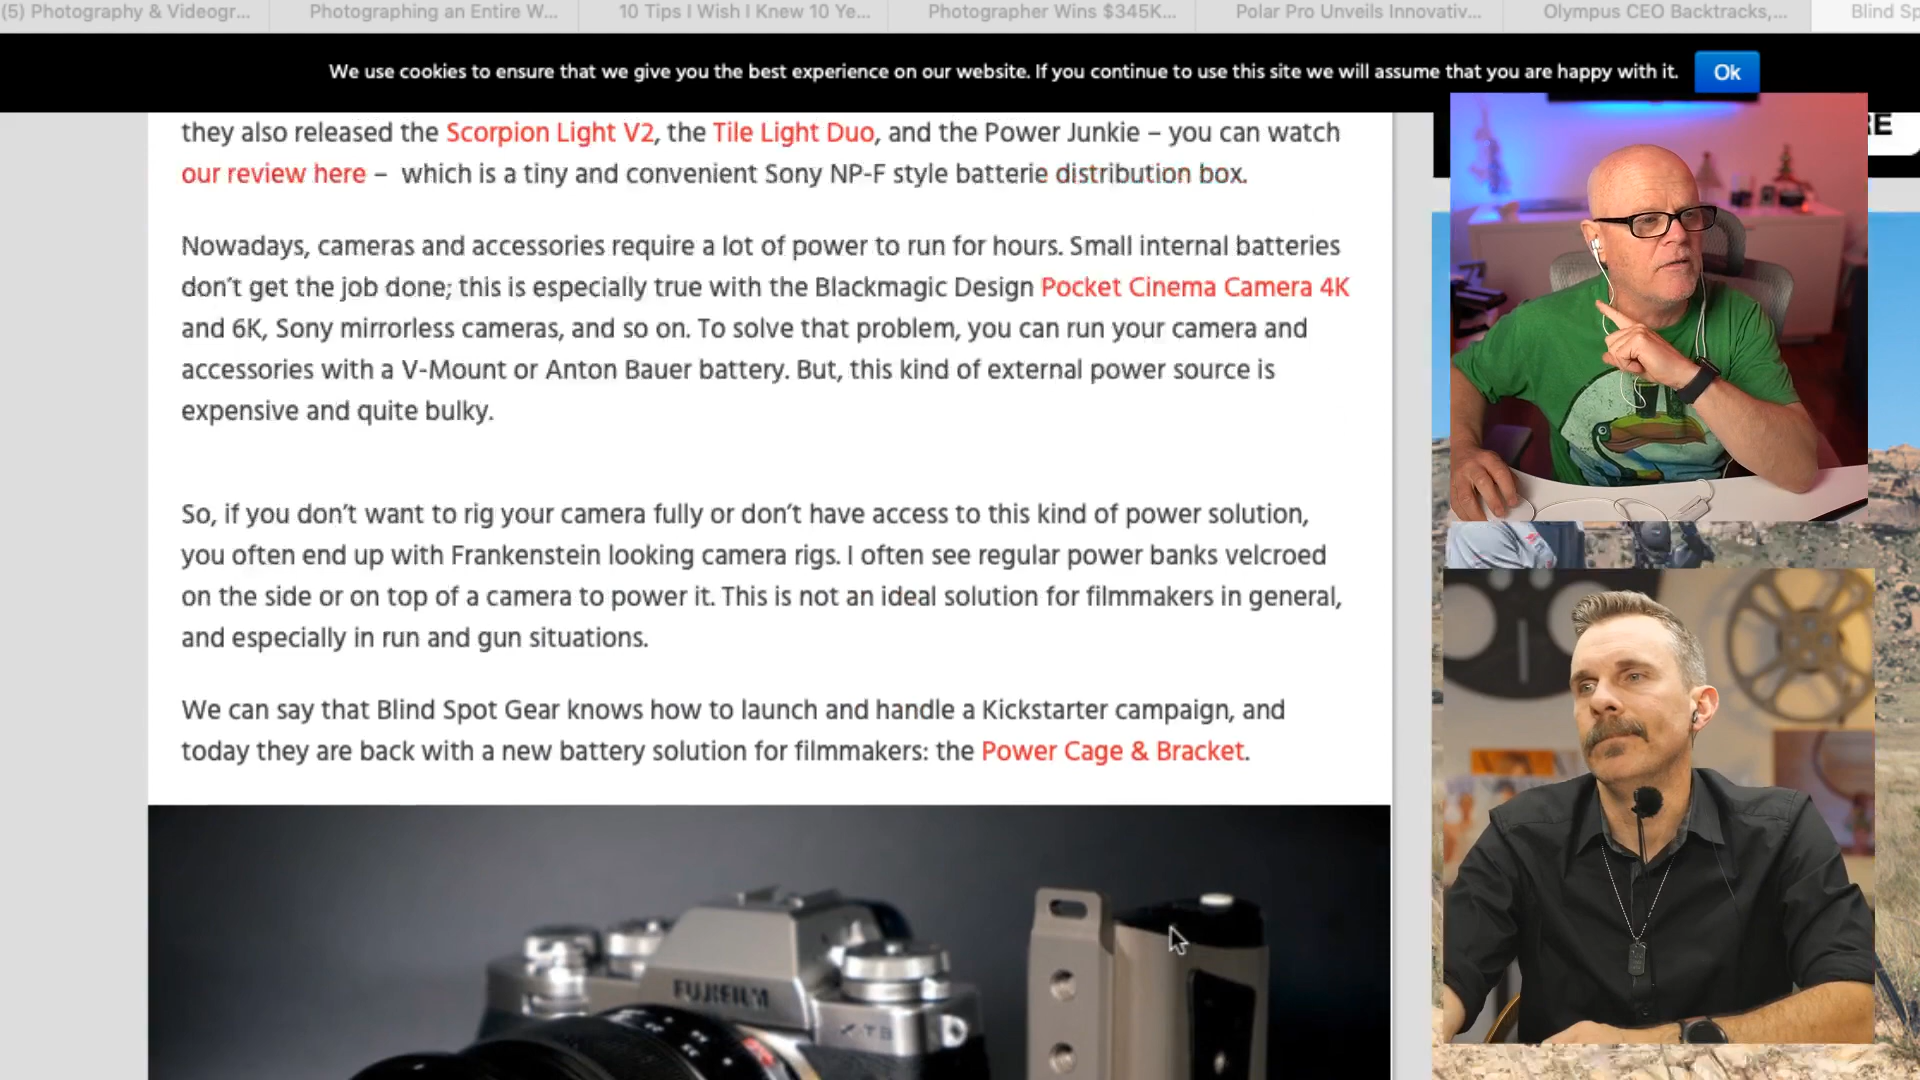 (5) Photography & Videogr...
Photographing an Entire W...
10 Tips I Wish I Knew 10 Ye...
Photographer Wins $345K...
Polar Pro Unveils Innovativ...
Olympus CEO Backtracks,...
Blind Sp
We use cookies to ensure that we give you the best experience on our website. If you continue to use this site we will assume that you are happy with it.
Ok
RE
they also released the Scorpion Light V2, the Tile Light Duo, and the Power Junkie – you can watch
our review here – which is a tiny and convenient Sony NP-F style batterie distribution box.
Nowadays, cameras and accessories require a lot of power to run for hours. Small internal batteries
don't get the job done; this is especially true with the Blackmagic Design Pocket Cinema Camera 4K
and 6K, Sony mirrorless cameras, and so on. To solve that problem, you can run your camera and
accessories with a V-Mount or Anton Bauer battery. But, this kind of external power source is
expensive and quite bulky.
So, if you don't want to rig your camera fully or don't have access to this kind of power solution,
you often end up with Frankenstein looking camera rigs. I often see regular power banks velcroed
on the side or on top of a camera to power it. This is not an ideal solution for filmmakers in general,
and especially in run and gun situations.
We can say that Blind Spot Gear knows how to launch and handle a Kickstarter campaign, and
today they are back with a new battery solution for filmmakers: the Power Cage & Bracket.
FUJIFILM
X-T3